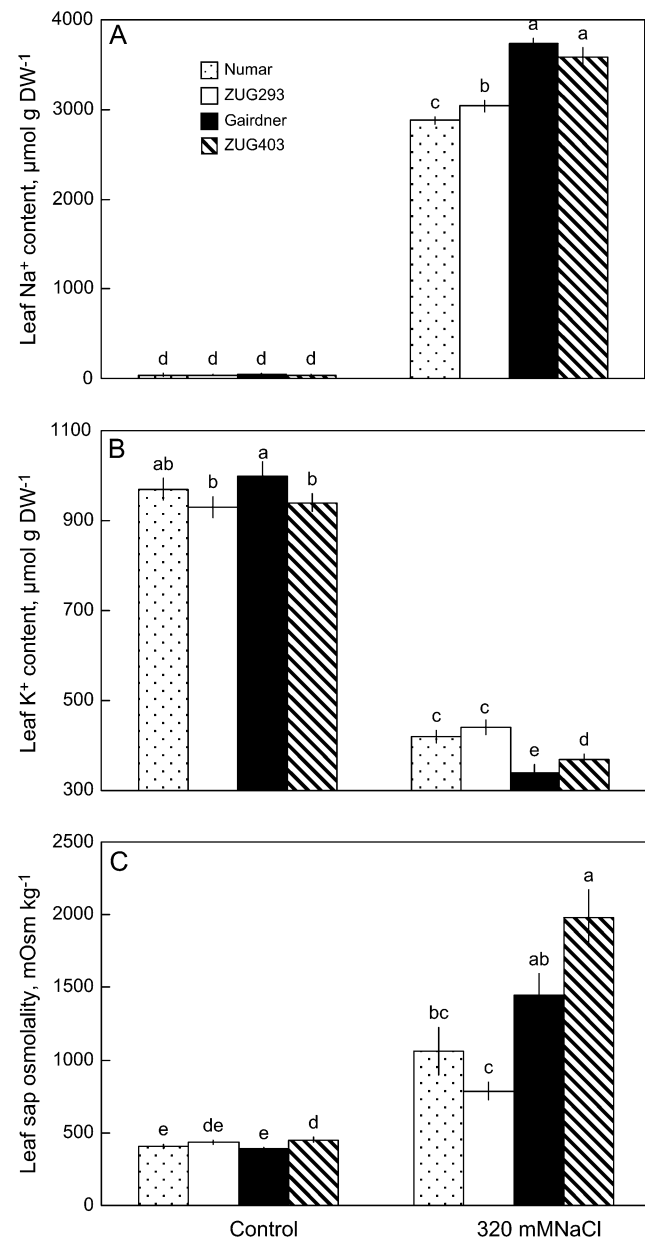 A
Leaf Na⁺ content, µmol g DW⁻¹
4000
3000
2000
1000
0
Numar
ZUG293
Gairdner
ZUG403
d d d d
c b a a
B
Leaf K⁺ content, µmol g DW⁻¹
1100
900
700
500
300
ab b a b
c c e d
C
Leaf sap osmolality, mOsm kg⁻¹
2500
2000
1500
1000
500
0
e de e d
bc c ab a
Control
320 mMNaCl